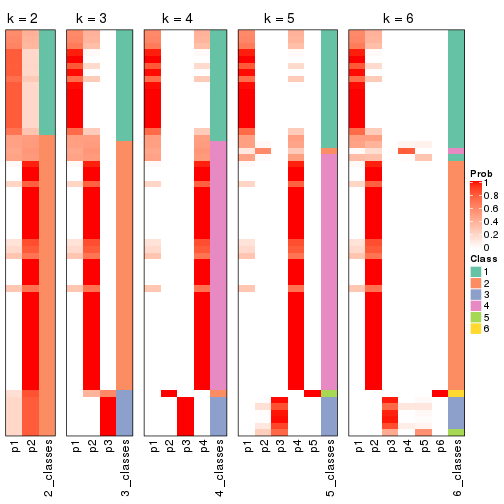 k = 2
k = 3
k = 4
k = 5
k = 6
Prob
1
0.8
0.6
0.4
0.2
0
Class
1
2
3
4
5
6
p1
p2
2_classes
p1
p2
p3
3_classes
p1
p2
p3
p4
4_classes
p1
p2
p3
p4
p5
5_classes
p1
p2
p3
p4
p5
p6
6_classes